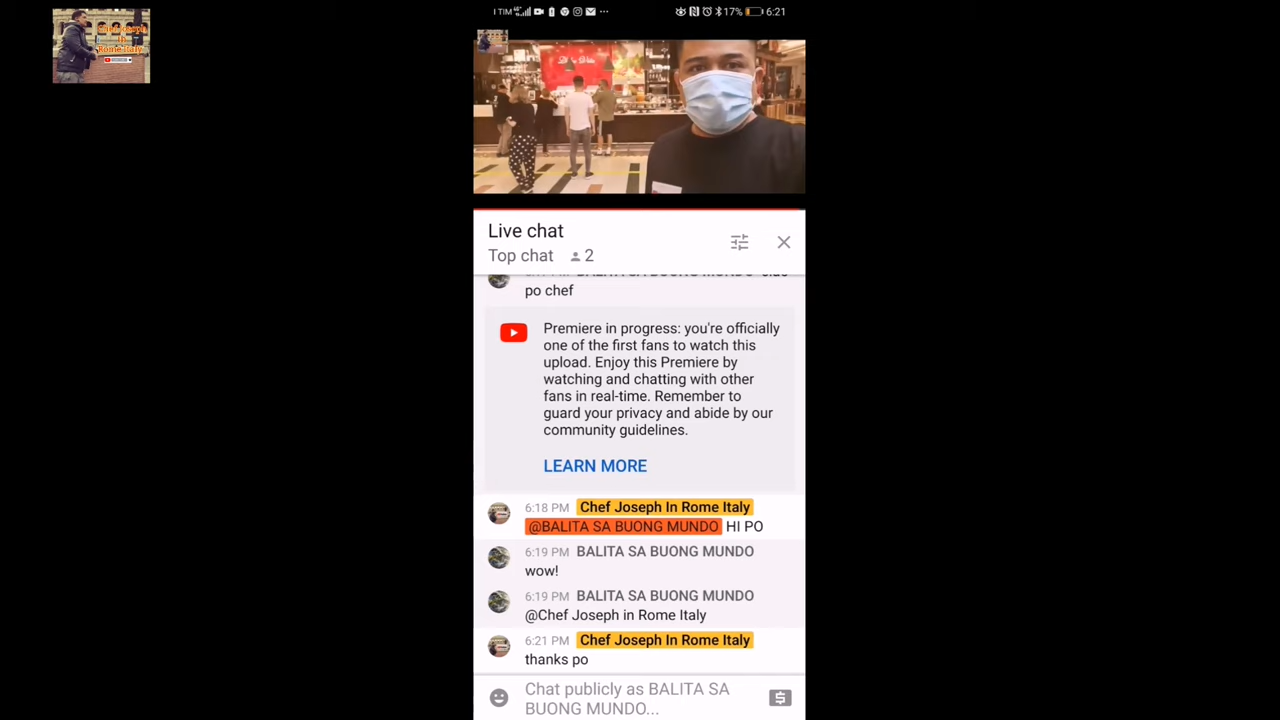 Chef Joseph
In
Rome Italy
TIM
17% 6:21
Live chat
Top chat 2
po chef
Premiere in progress: you're officially
one of the first fans to watch this
upload. Enjoy this Premiere by
watching and chatting with other
fans in real-time. Remember to
guard your privacy and abide by our
community guidelines.
LEARN MORE
6:18 PM Chef Joseph In Rome Italy
@BALITA SA BUONG MUNDO HI PO
6:19 PM BALITA SA BUONG MUNDO
wow!
6:19 PM BALITA SA BUONG MUNDO
@Chef Joseph in Rome Italy
6:21 PM Chef Joseph In Rome Italy
thanks po
Chat publicly as BALITA SA
BUONG MUNDO...